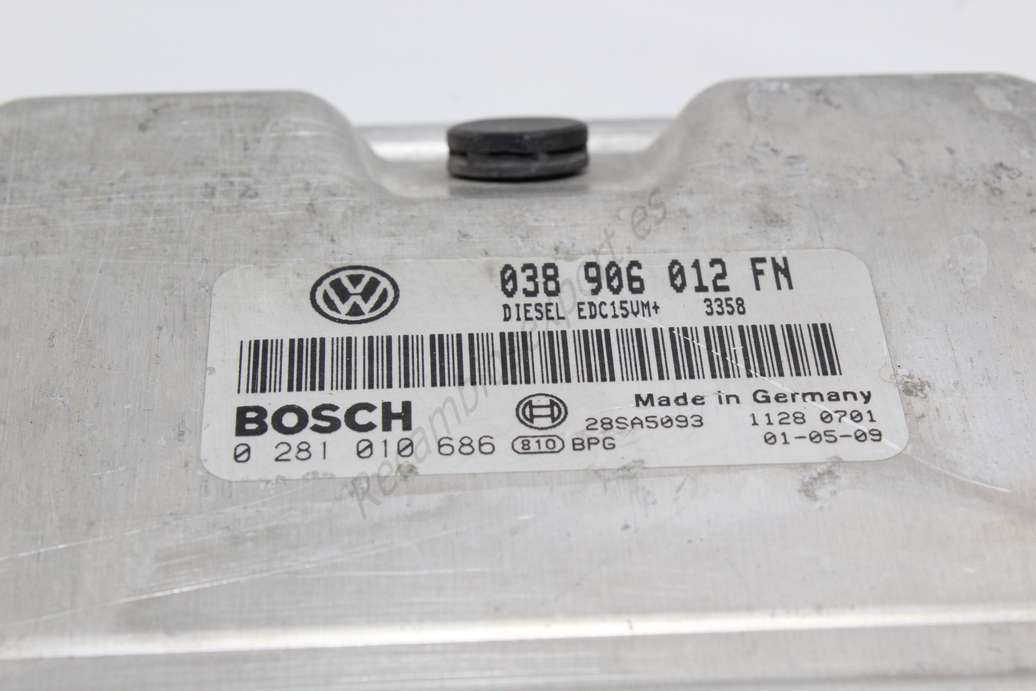 038 906 012 FN
DIESEL EDC15VM+ 3358
Made in Germany
BOSCH 28SA5093 1128 0701
0 281 010 686 810 BPG 01-05-09